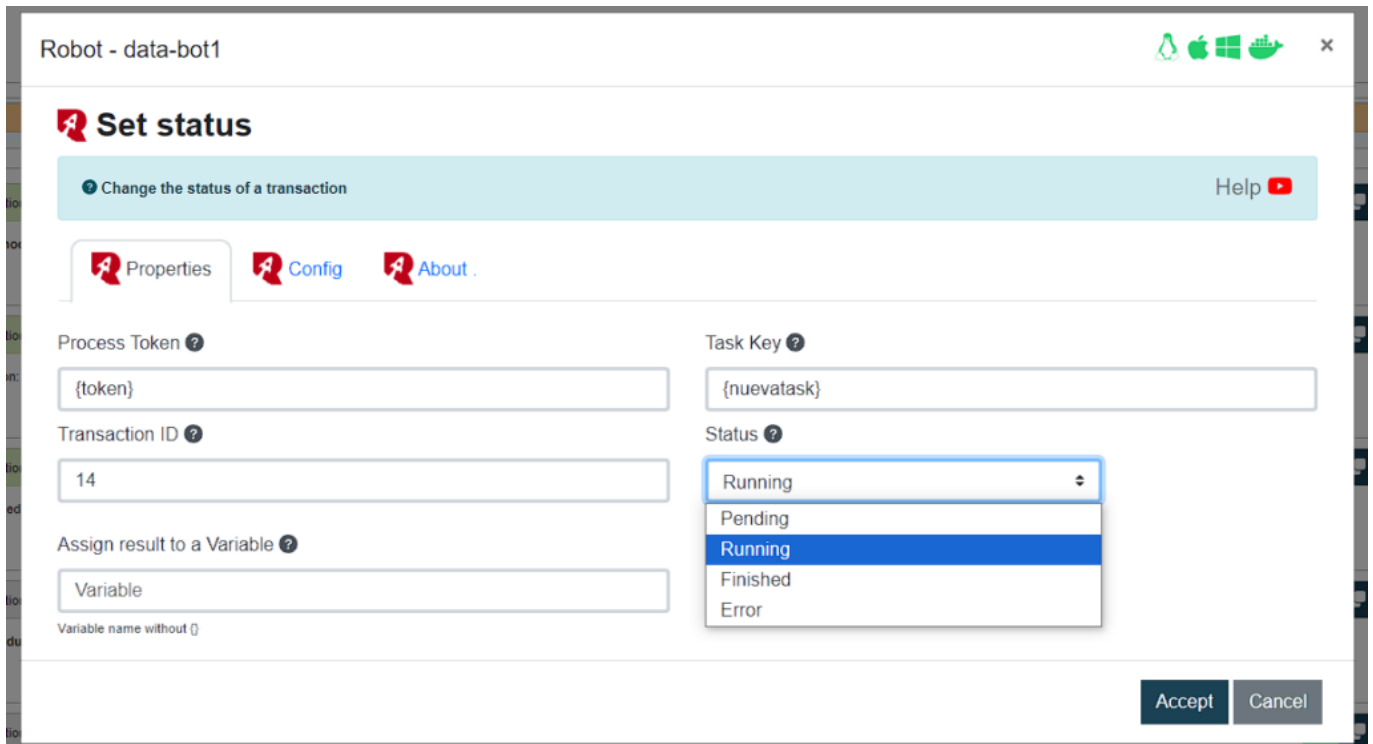 Robot - data-bot1
×
Set status
Change the status of a transaction
Help
Properties
Config
About .
Process Token
Task Key
{token}
{nuevatask}
Transaction ID
Status
14
Running
Pending
Running
Finished
Error
Assign result to a Variable
Variable
Variable name without {}
Accept
Cancel